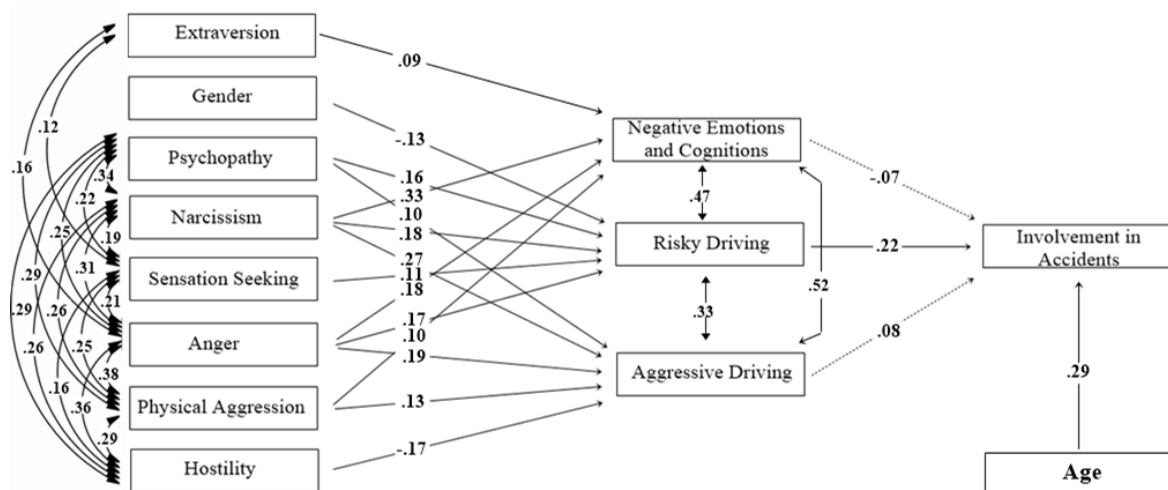 Extraversion
Gender
Psychopathy
Narcissism
Sensation Seeking
Anger
Physical Aggression
Hostility
.12
.16
.34
.22
.19
.25
.31
.29
.21
.29
.26
.25
.26
.38
.16
.36
.29
.09
-.13
.16
.33
.10
.18
.27
.11
.18
.17
.10
.19
.13
-.17
Negative Emotions
and Cognitions
.47
Risky Driving
.33
Aggressive Driving
.52
-.07
.22
.08
Involvement in
Accidents
.29
Age